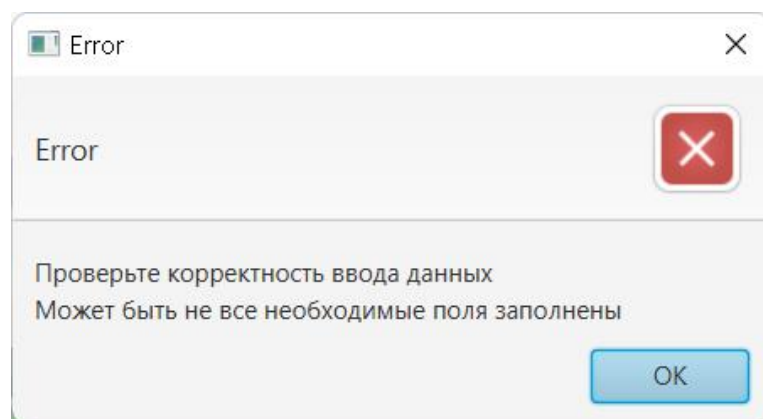 Error
Error
Проверьте корректность ввода данных
Может быть не все необходимые поля заполнены
OK